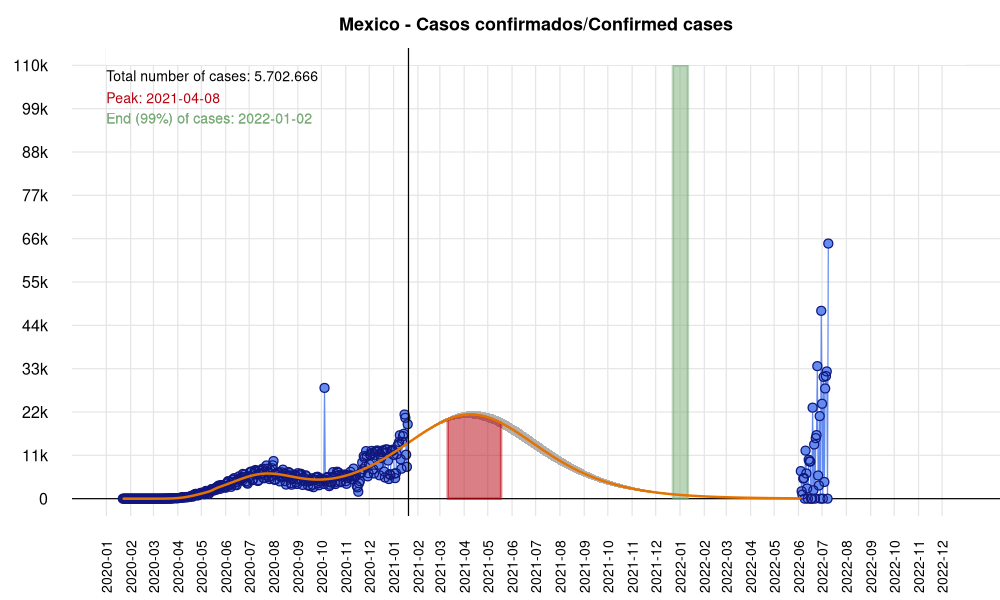 Mexico - Casos confirmados/Confirmed cases
110k
99k
88k
77k
66k
55k
44k
33k
22k
11k
0
Total number of cases: 5.702.666
Peak: 2021-04-08
End (99%) of cases: 2022-01-02
2020-01
2020-02
2020-03
2020-04
2020-05
2020-06
2020-07
2020-08
2020-09
2020-10
2020-11
2020-12
2021-01
2021-02
2021-03
2021-04
2021-05
2021-06
2021-07
2021-08
2021-09
2021-10
2021-11
2021-12
2022-01
2022-02
2022-03
2022-04
2022-05
2022-06
2022-07
2022-08
2022-09
2022-10
2022-11
2022-12